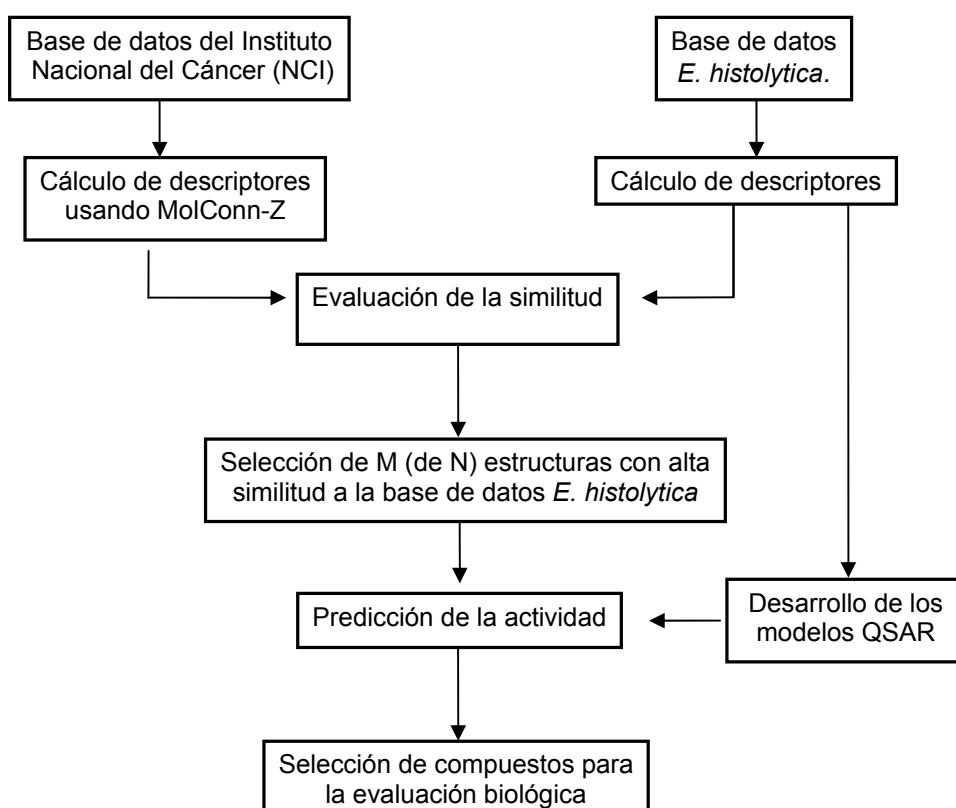 Base de datos del Instituto
Nacional del Cáncer (NCI)
Base de datos
E. histolytica.
Cálculo de descriptores
usando MolConn-Z
Cálculo de descriptores
Evaluación de la similitud
Selección de M (de N) estructuras con alta
similitud a la base de datos E. histolytica
Predicción de la actividad
Desarrollo de los
modelos QSAR
Selección de compuestos para
la evaluación biológica